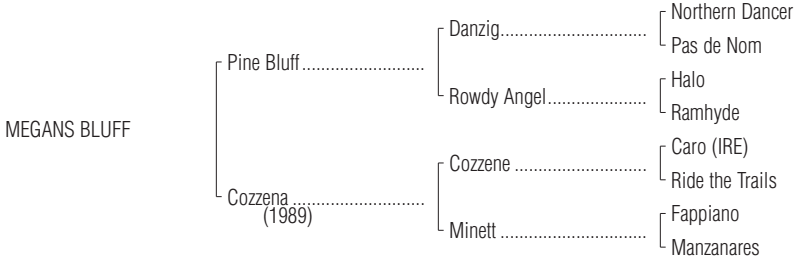 Northern Dancer
Danzig..............................
Pas de Nom
Pine Bluff..........................
Halo
Rowdy Angel.....................
Ramhyde
MEGANS BLUFF
Caro (IRE)
Cozzene ............................
Ride the Trails
Cozzena ............................
(1989)
Fappiano
Minett ...............................
Manzanares